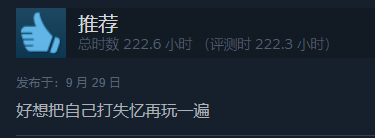 推荐
总时数 222.6 小时 （评测时 222.3 小时）
发布于：9 月 29 日
好想把自己打失忆再玩一遍